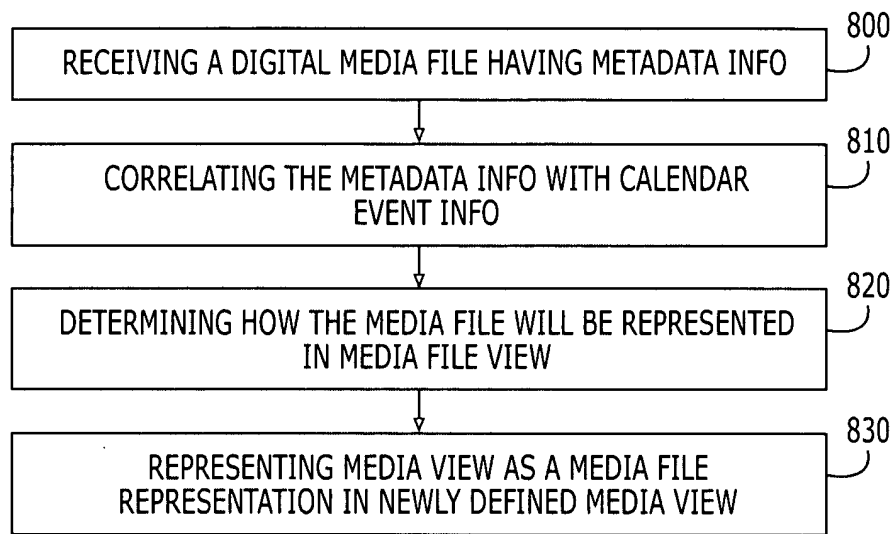 800
RECEIVING A DIGITAL MEDIA FILE HAVING METADATA INFO
810
CORRELATING THE METADATA INFO WITH CALENDAR
EVENT INFO
820
DETERMINING HOW THE MEDIA FILE WILL BE REPRESENTED
IN MEDIA FILE VIEW
830
REPRESENTING MEDIA VIEW AS A MEDIA FILE
REPRESENTATION IN NEWLY DEFINED MEDIA VIEW